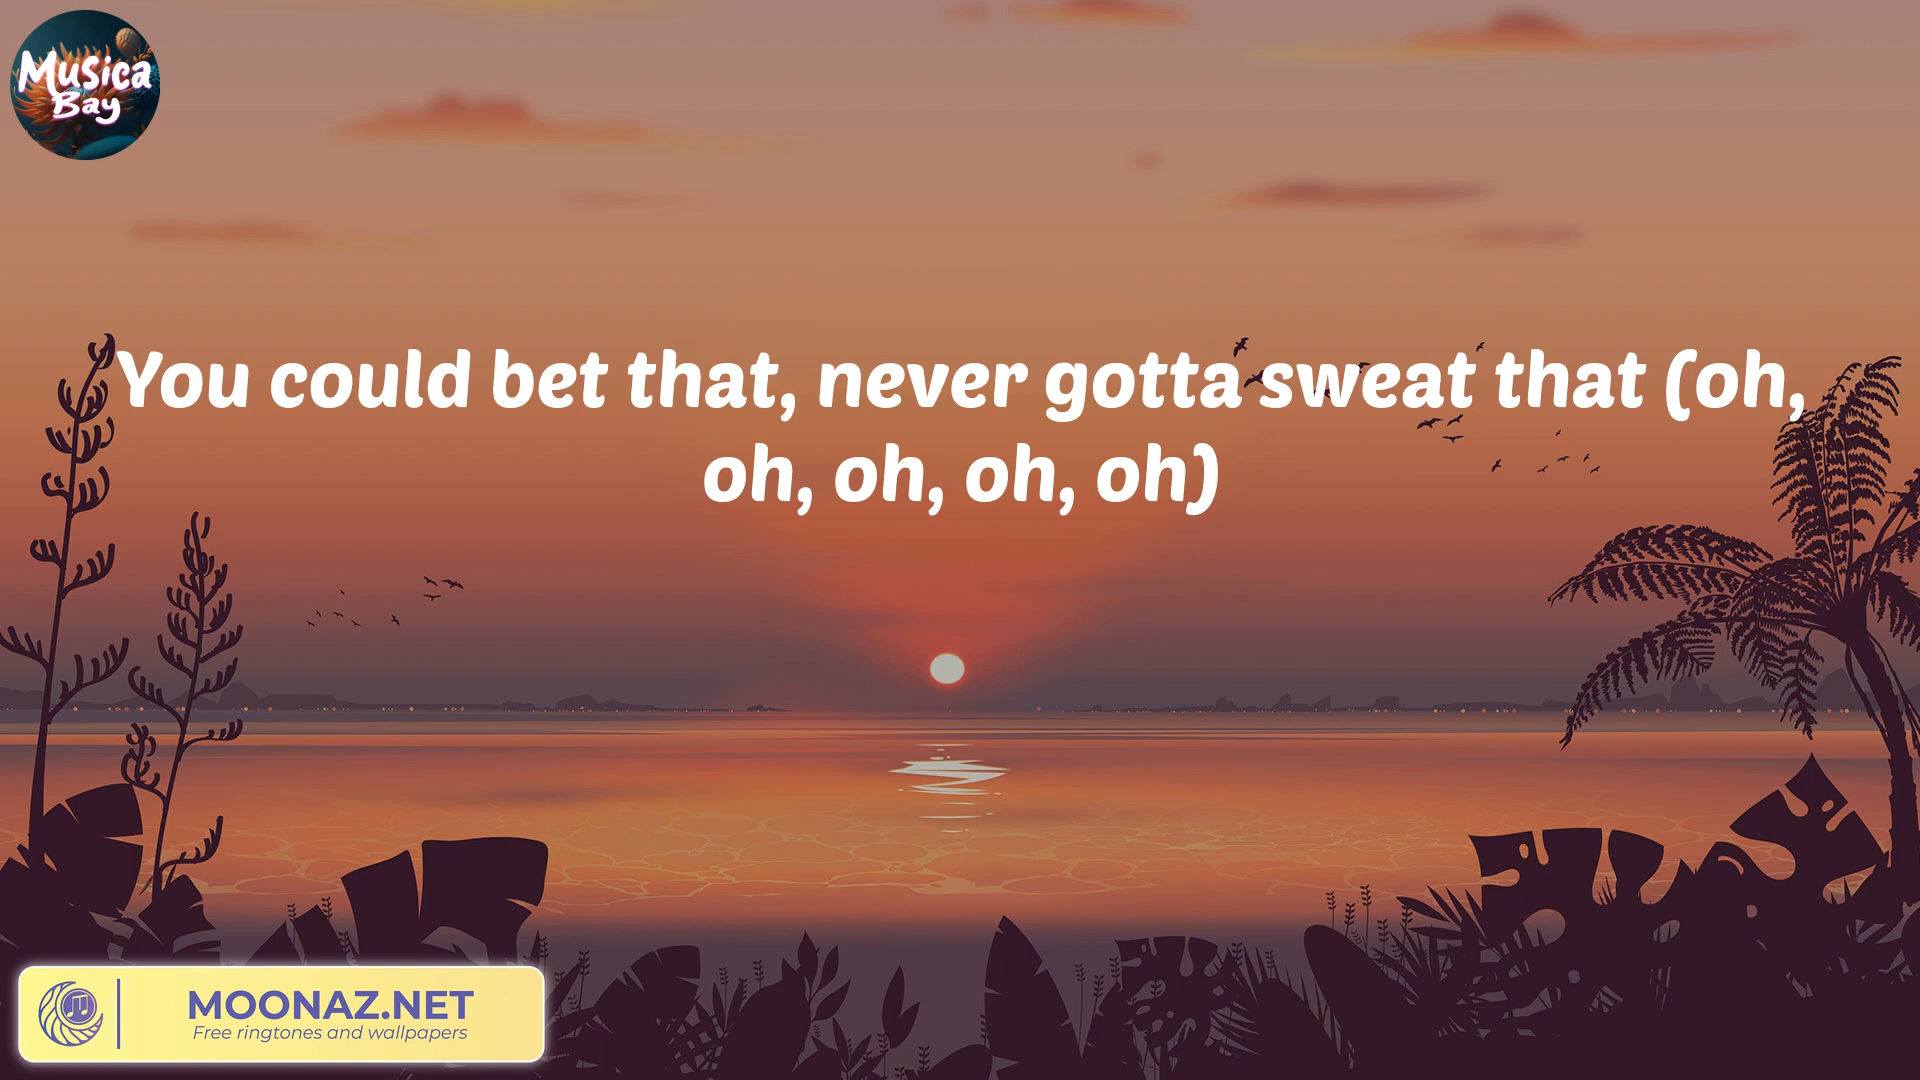 Musica
Bay
You could bet that, never gotta sweat that (oh,
oh, oh, oh, oh)
MOONAZ.NET
Free ringtones and wallpapers